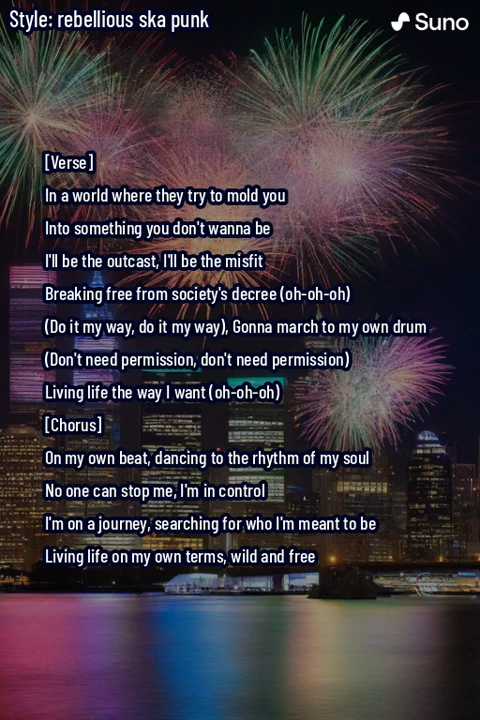 Style: rebellious ska punk
Suno
[Verse]
In a world where they try to mold you
Into something you don't wanna be
I'll be the outcast, I'll be the misfit
Breaking free from society's decree (oh-oh-oh)
(Do it my way, do it my way), Gonna march to my own drum
(Don't need permission, don't need permission)
Living life the way I want (oh-oh-oh)
[Chorus]
On my own beat, dancing to the rhythm of my soul
No one can stop me, I'm in control
I'm on a journey, searching for who I'm meant to be
Living life on my own terms, wild and free